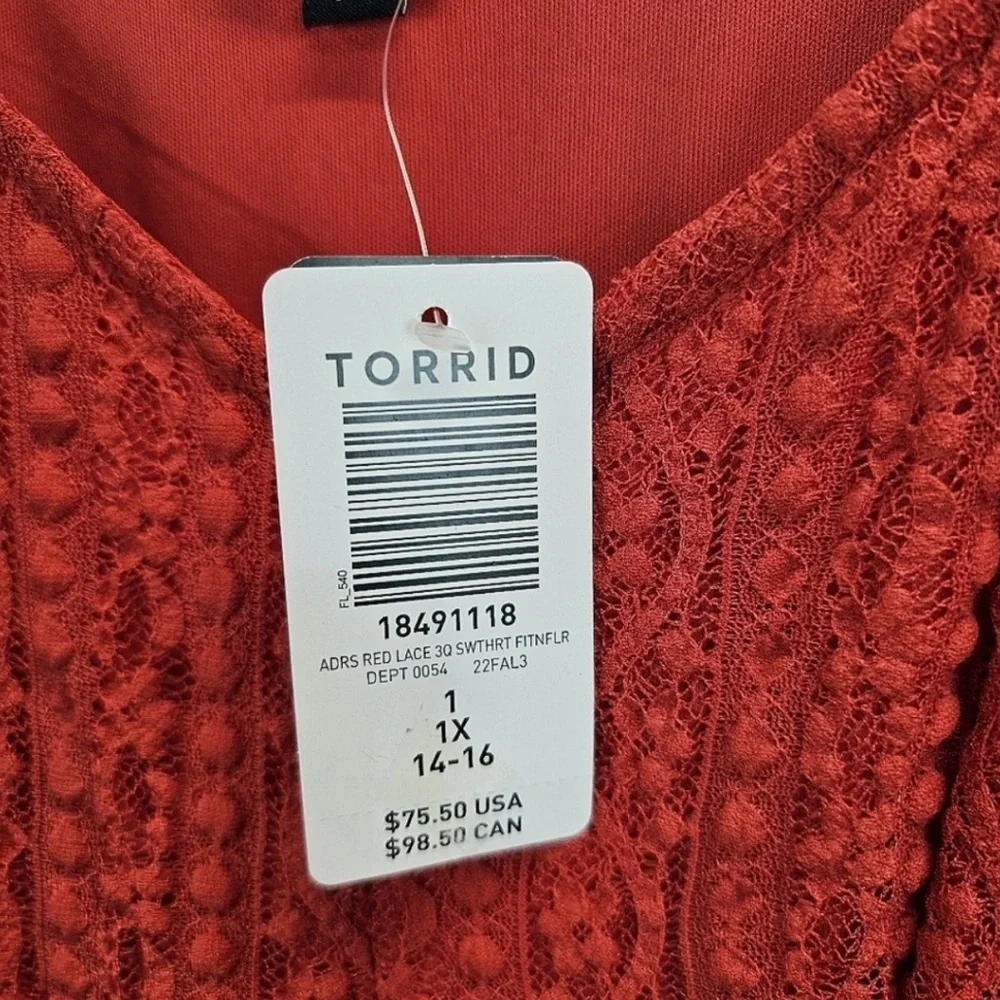 TORRID
FL_540
18491118
ADRS RED LACE 3Q SWTHRT FITNFLR
DEPT 0054 22FAL3
1
1X
14-16
$75.50 USA
$98.50 CAN